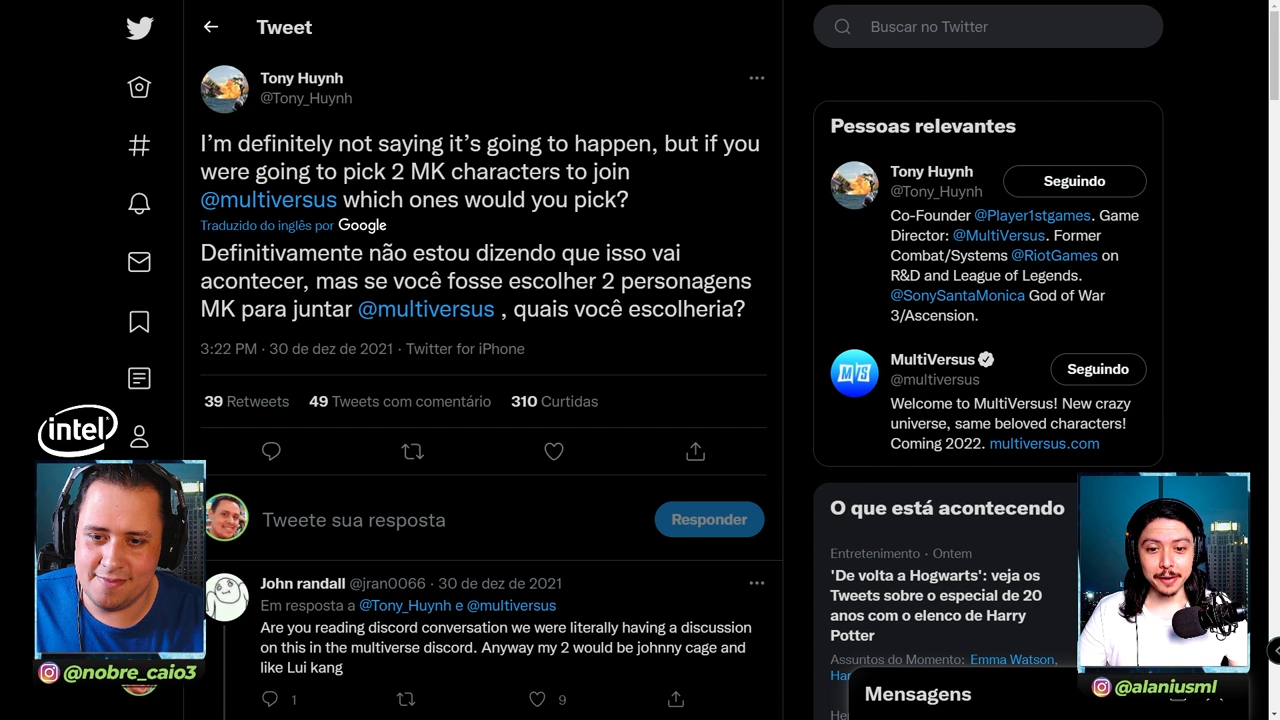 Tweet
Buscar no Twitter
Tony Huynh
@Tony_Huynh
I’m definitely not saying it’s going to happen, but if you
were going to pick 2 MK characters to join
@multiversus which ones would you pick?
Traduzido do inglês por Google
Definitivamente não estou dizendo que isso vai
acontecer, mas se você fosse escolher 2 personagens
MK para juntar @multiversus , quais você escolheria?
3:22 PM · 30 de dez de 2021 · Twitter for iPhone
39 Retweets 49 Tweets com comentário 310 Curtidas
Tweete sua resposta
Responder
John randall @jran0066 · 30 de dez de 2021
Em resposta a @Tony_Huynh e @multiversus
Are you reading discord conversation we were literally having a discussion
on this in the multiverse discord. Anyway my 2 would be johnny cage and
like Lui kang
1
9
Pessoas relevantes
Tony Huynh
@Tony_Huynh
Seguindo
Co-Founder @Player1stgames. Game
Director: @MultiVersus. Former
Combat/Systems @RiotGames on
R&D and League of Legends.
@SonySantaMonica God of War
3/Ascension.
MultiVersus
@multiversus
Seguindo
Welcome to MultiVersus! New crazy
universe, same beloved characters!
Coming 2022. multiversus.com
O que está acontecendo
Entretenimento · Ontem
'De volta a Hogwarts': veja os
Tweets sobre o especial de 20
anos com o elenco de Harry
Potter
Assuntos do Momento: Emma Watson,
Mensagens
intel
M/S
@nobre_caio3
@alaniusml